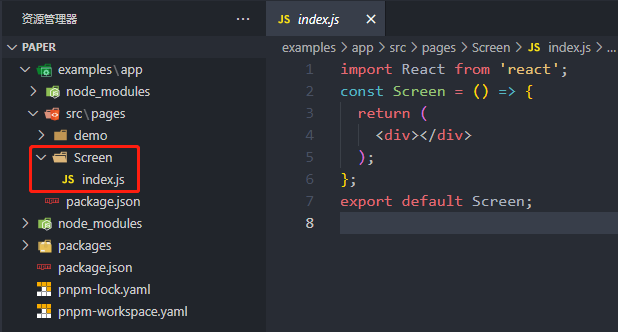 资源管理器
PAPER
examples\app
node_modules
src\pages
demo
Screen
JS index.js
package.json
node_modules
packages
package.json
pnpm-lock.yaml
pnpm-workspace.yaml
JS index.js
examples > app > src > pages > Screen > JS index.js > ...
1 import React from 'react';
2 const Screen = () => {
3 return (
4 <div></div>
5 );
6 };
7 export default Screen;
8